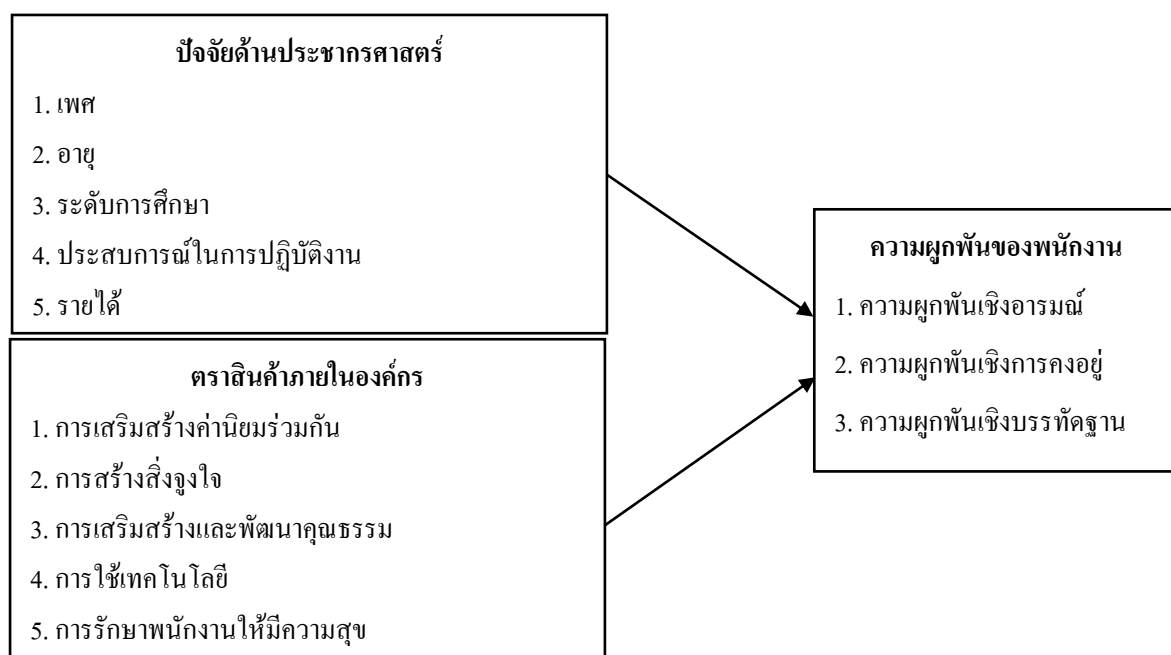 ปัจจัยด้านประชากรศาสตร์
1. เพศ
2. อายุ
3. ระดับการศึกษา
4. ประสบการณ์ในการปฏิบัติงาน
5. รายได้
ตราสินค้าภายในองค์กร
1. การเสริมสร้างค่านิยมร่วมกัน
2. การสร้างสิ่งจูงใจ
3. การเสริมสร้างและพัฒนาคุณธรรม
4. การใช้เทคโนโลยี
5. การรักษาพนักงานให้มีความสุข
ความผูกพันของพนักงาน
1. ความผูกพันเชิงอารมณ์
2. ความผูกพันเชิงการคงอยู่
3. ความผูกพันเชิงบรรทัดฐาน